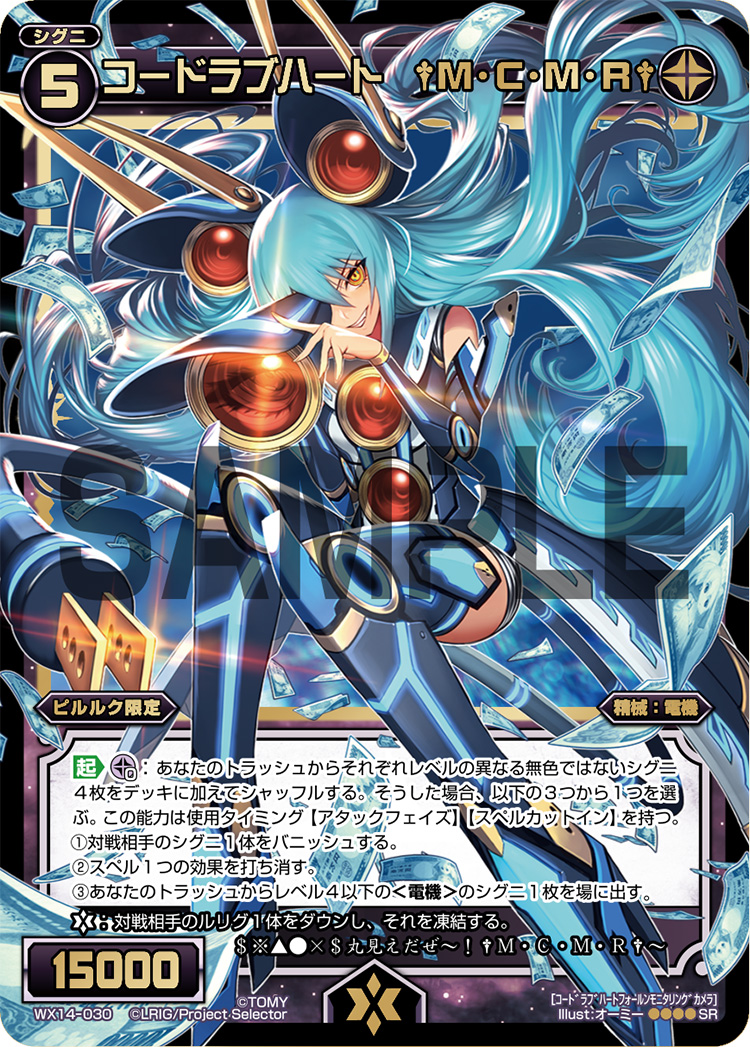 シグニ
5
コードラブハート †M・C・M・R†
SAMPLE
ピルルク限定
精械：電機
起 0：あなたのトラッシュからそれぞれレベルの異なる無色ではないシグニ
4枚をデッキに加えてシャッフルする。そうした場合、以下の3つから1つを選
ぶ。この能力は使用タイミング【アタックフェイズ】【スペルカットイン】を持つ。
①対戦相手のシグニ1体をバニッシュする。
②スペル1つの効果を打ち消す。
③あなたのトラッシュからレベル4以下の＜電機＞のシグニ1枚を場に出す。
：対戦相手のルリグ1体をダウンし、それを凍結する。
＄※▲●×＄丸見えだぜ～！†M・C・M・R†～
15000
©TOMY
WX14-030 ©LRIG/Project Selector
[コードラブハートフォールンモニタリングカメラ]
Illust:オーミー ●●●●SR